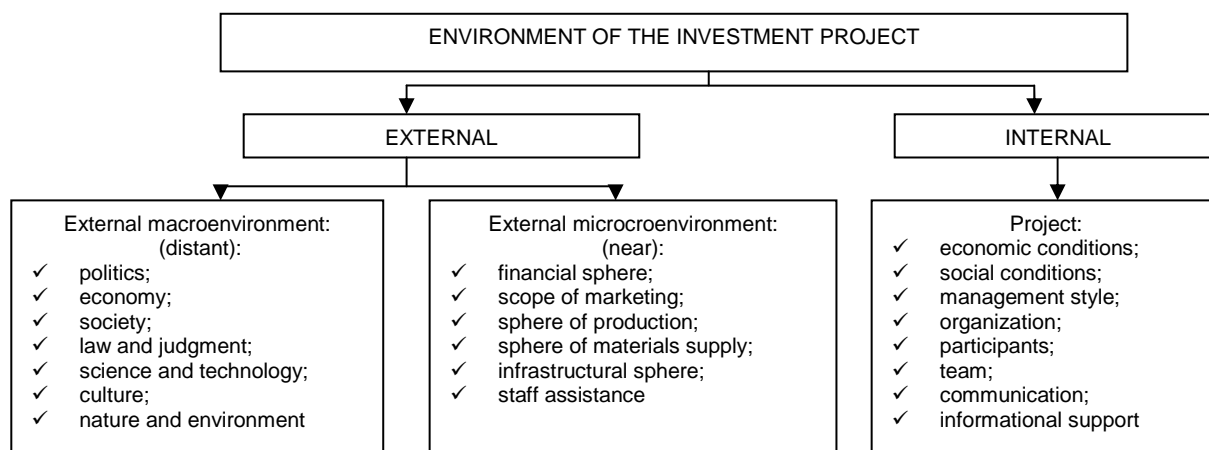 ENVIRONMENT OF THE INVESTMENT PROJECT
EXTERNAL
INTERNAL
External macroenvironment:
(distant):
✓ politics;
✓ economy;
✓ society;
✓ law and judgment;
✓ science and technology;
✓ culture;
✓ nature and environment
External microcroenvironment:
(near):
✓ financial sphere;
✓ scope of marketing;
✓ sphere of production;
✓ sphere of materials supply;
✓ infrastructural sphere;
✓ staff assistance
Project:
✓ economic conditions;
✓ social conditions;
✓ management style;
✓ organization;
✓ participants;
✓ team;
✓ communication;
✓ informational support